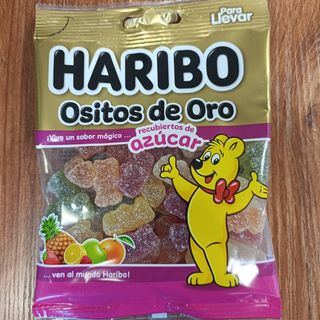 Para
Llevar
HARIBO
Ositos de Oro
¡Vive un sabor mágico ...
recubiertos de
azúcar
... ven al mundo Haribo!